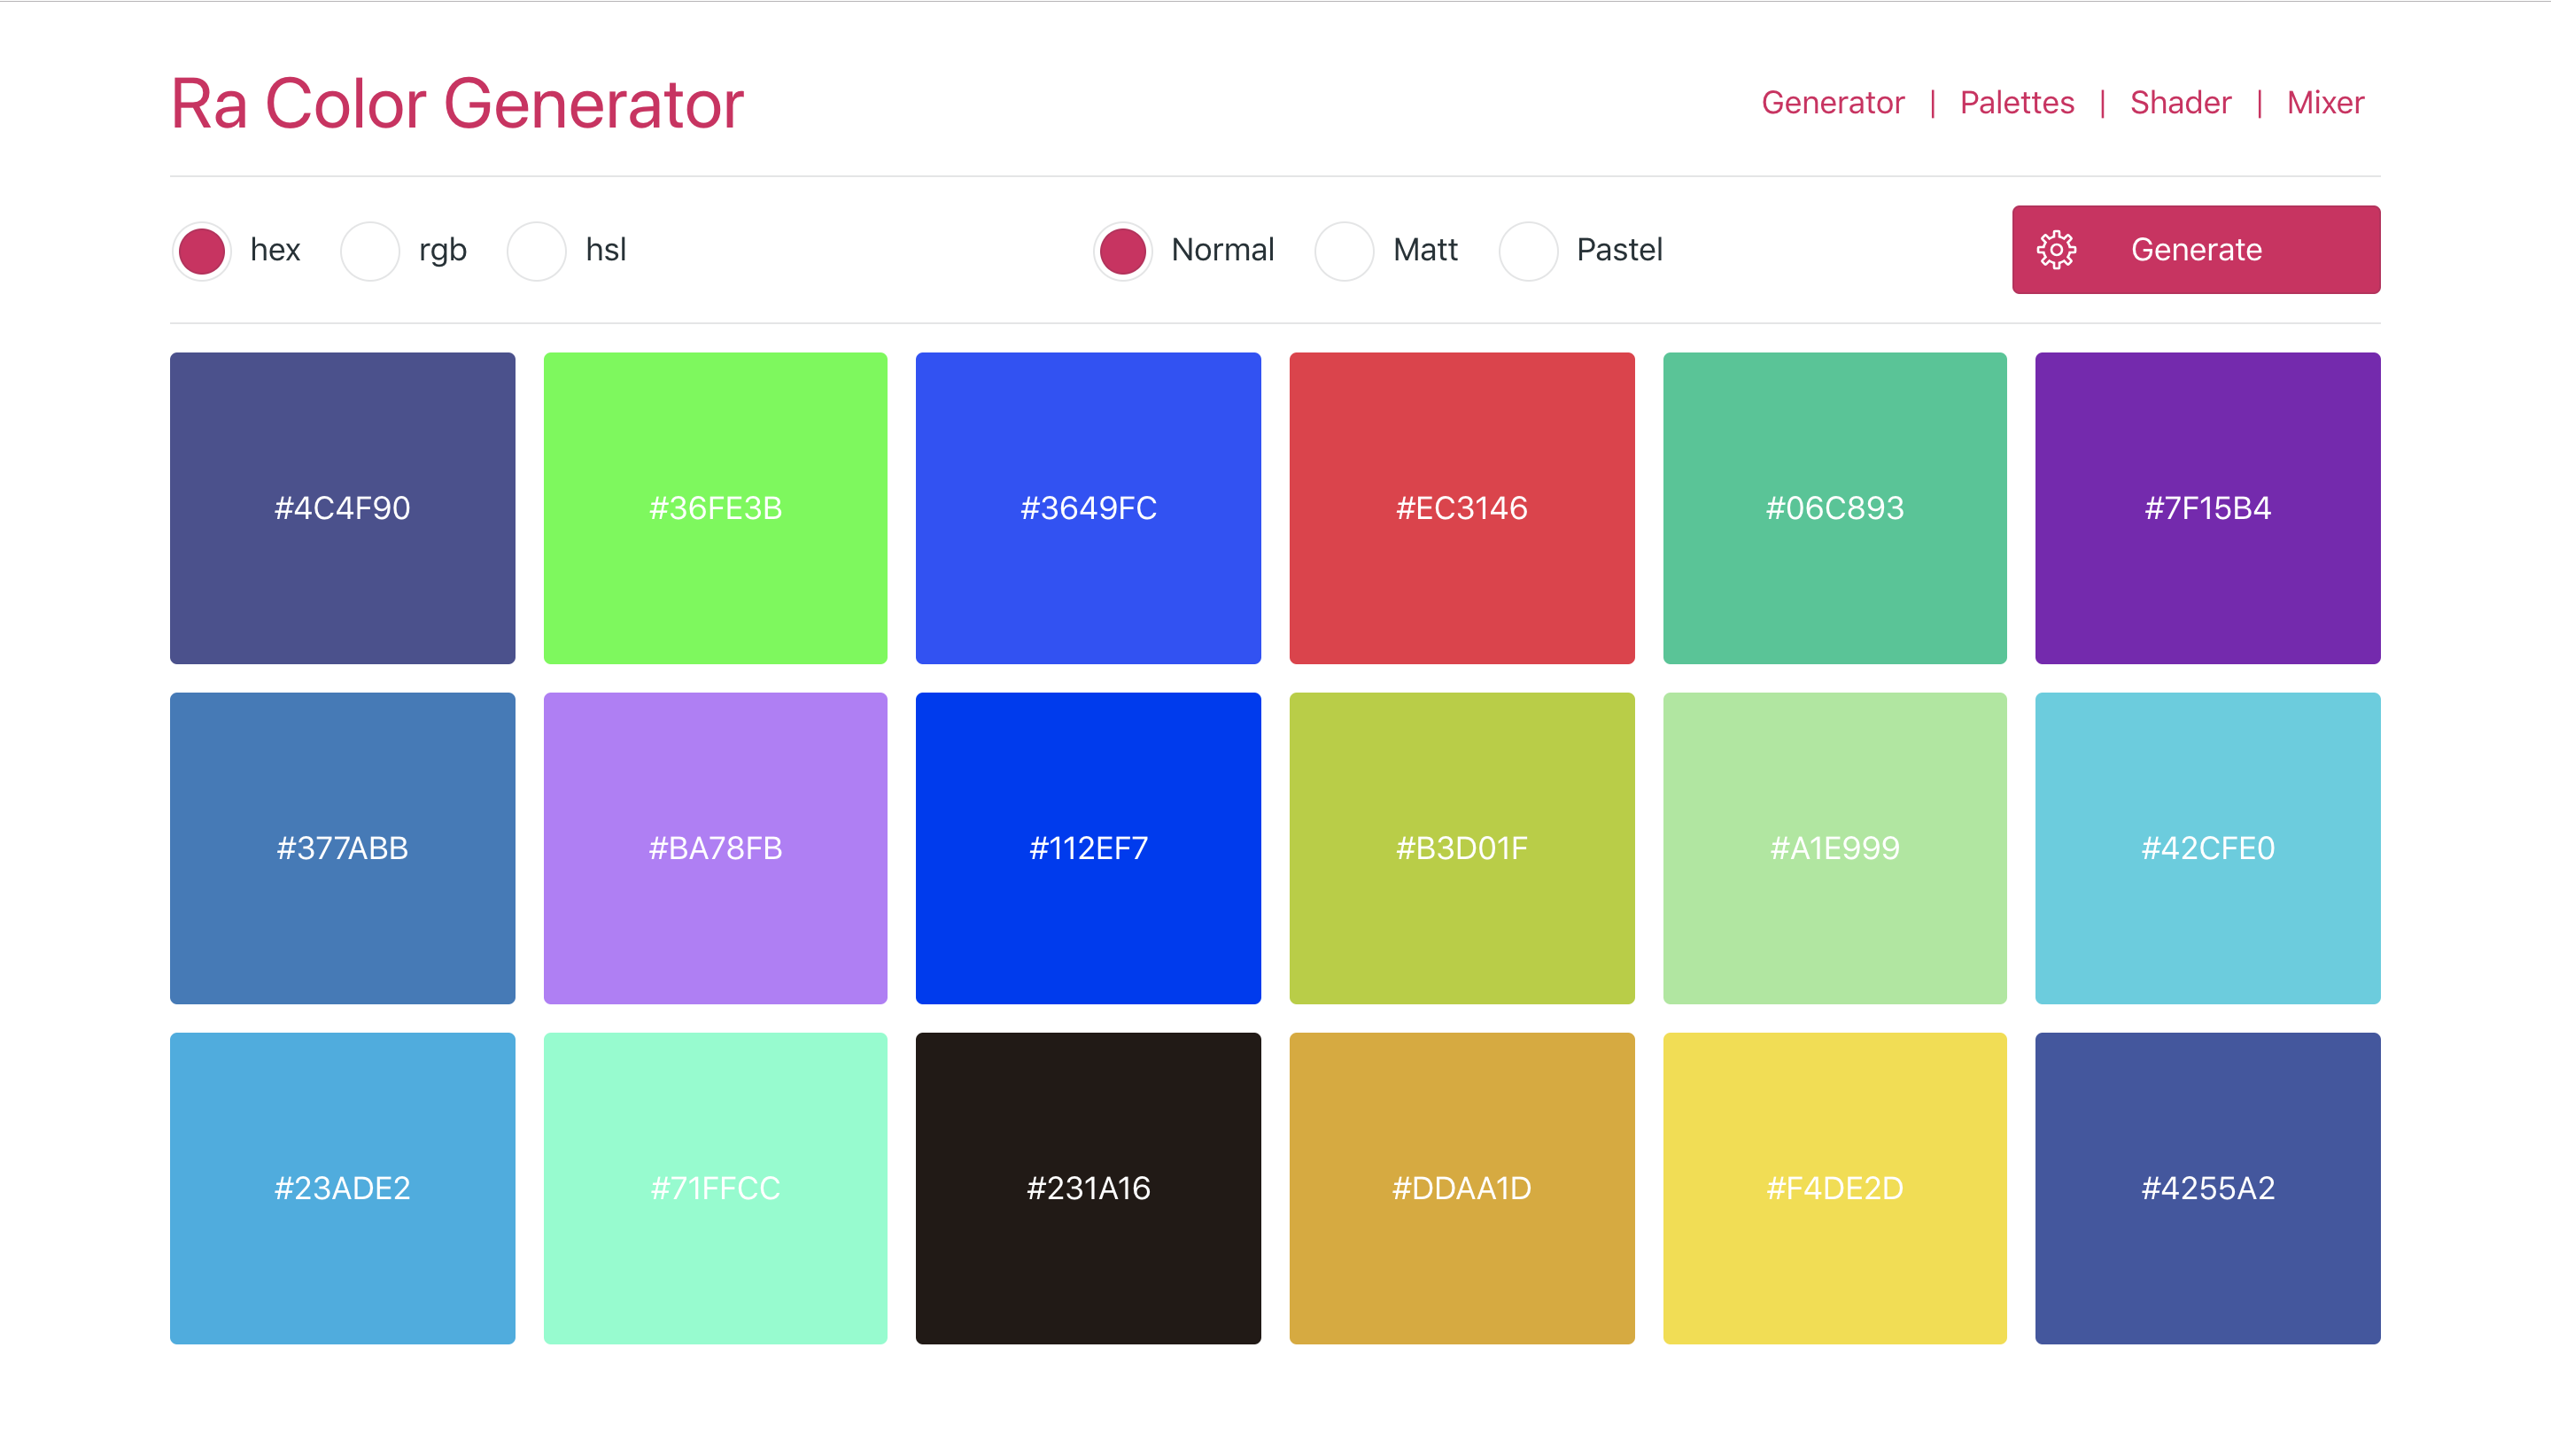 Ra Color Generator
Generator | Palettes | Shader | Mixer
hex rgb hsl Normal Matt Pastel Generate
#4C4F90 #36FE3B #3649FC #EC3146 #06C893 #7F15B4
#377ABB #BA78FB #112EF7 #B3D01F #A1E999 #42CFE0
#23ADE2 #71FFCC #231A16 #DDAA1D #F4DE2D #4255A2